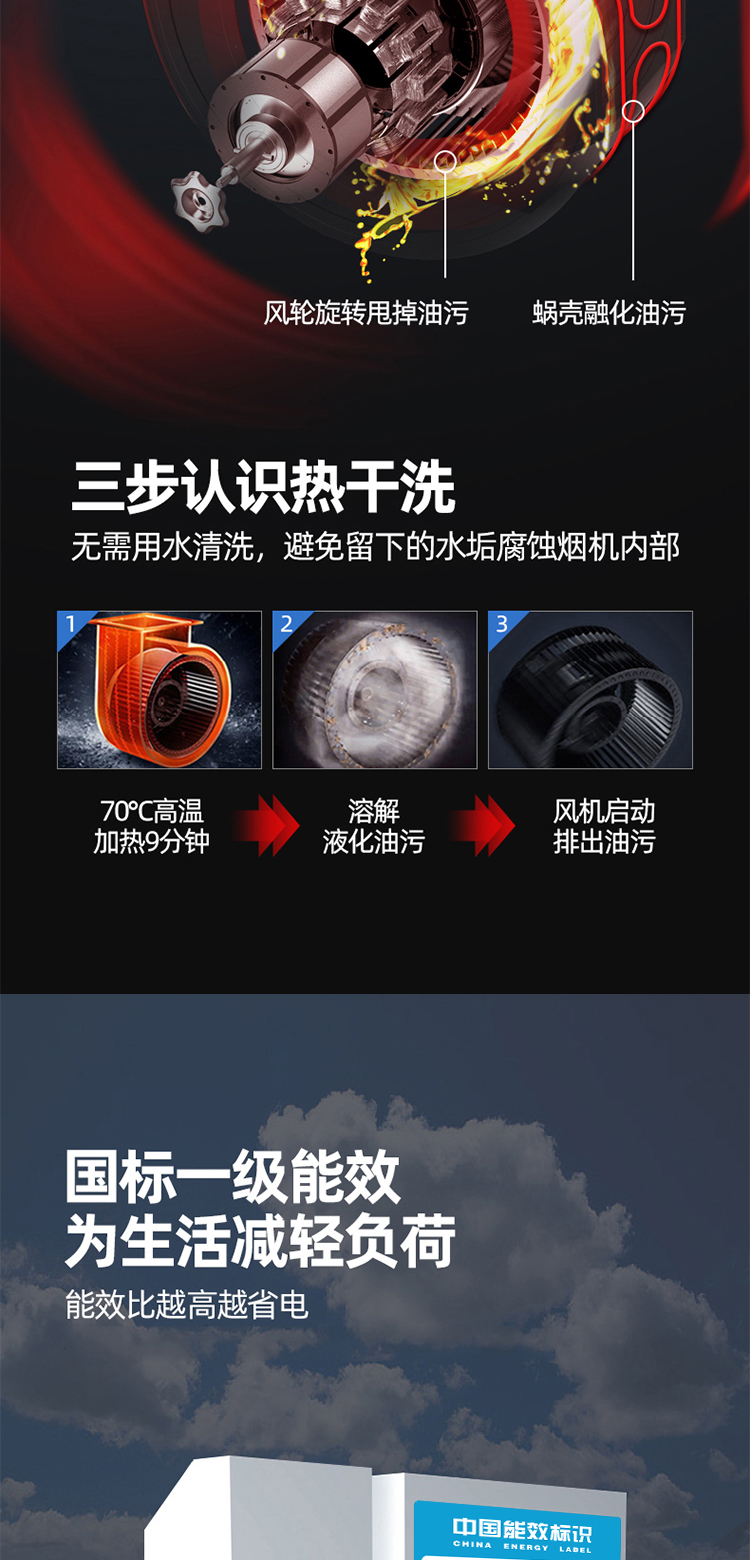 风轮旋转甩掉油污
蜗壳融化油污
三步认识热干洗
无需用水清洗，避免留下的水垢腐蚀烟机内部
1
2
3
70℃高温
加热9分钟
溶解
液化油污
风机启动
排出油污
国标一级能效
为生活减轻负荷
能效比越高越省电
中国能效标识
CHINA ENERGY LABEL